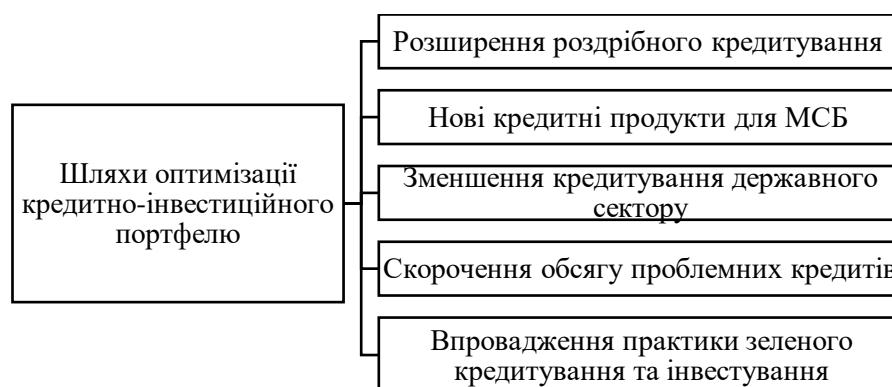 Шляхи оптимізації
кредитно-інвестиційного
портфелю
Розширення роздрібного кредитування
Нові кредитні продукти для МСБ
Зменшення кредитування державного
сектору
Скорочення обсягу проблемних кредитів
Впровадження практики зеленого
кредитування та інвестування